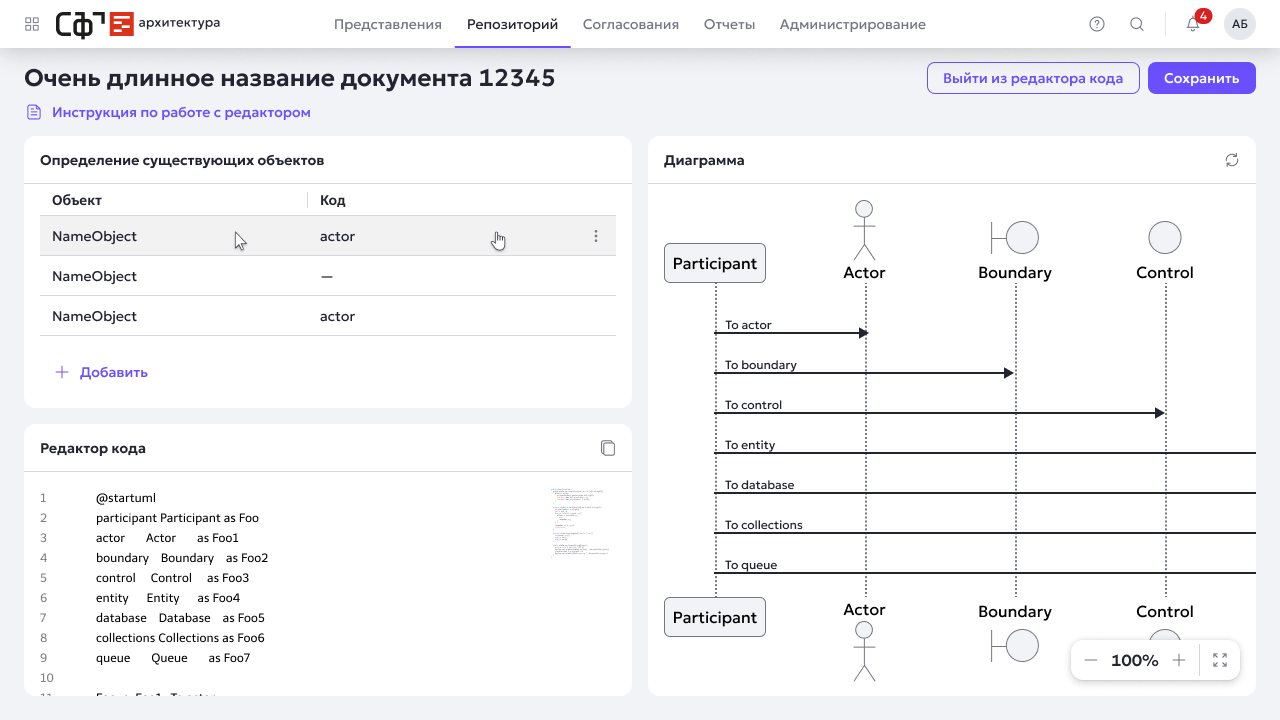 СФ архитектура
Представления Репозиторий Согласования Отчеты Администрирование
4
АБ
Очень длинное название документа 12345
Выйти из редактора кода
Сохранить
Инструкция по работе с редактором
Определение существующих объектов
Объект Код
NameObject actor
NameObject —
NameObject actor
Добавить
Редактор кода
1 @startuml
2 participant Participant as Foo
3 actor Actor as Foo1
4 boundary Boundary as Foo2
5 control Control as Foo3
6 entity Entity as Foo4
7 database Database as Foo5
8 collections Collections as Foo6
9 queue Queue as Foo7
10
Диаграмма
Participant Actor Boundary Control
To actor
To boundary
To control
To entity
To database
To collections
To queue
Participant Actor Boundary Control
100%